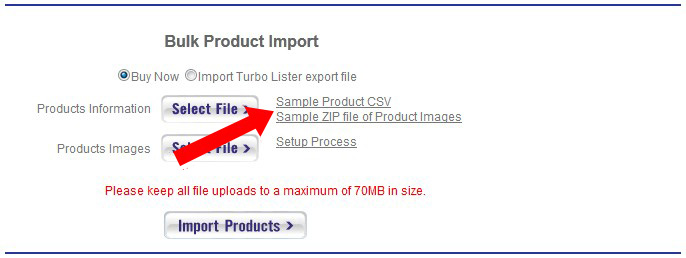 Bulk Product Import
Buy Now Import Turbo Lister export file
Products Information Select File > Sample Product CSV
Sample ZIP file of Product Images
Products Images Select File > Setup Process
Please keep all file uploads to a maximum of 70MB in size.
Import Products >